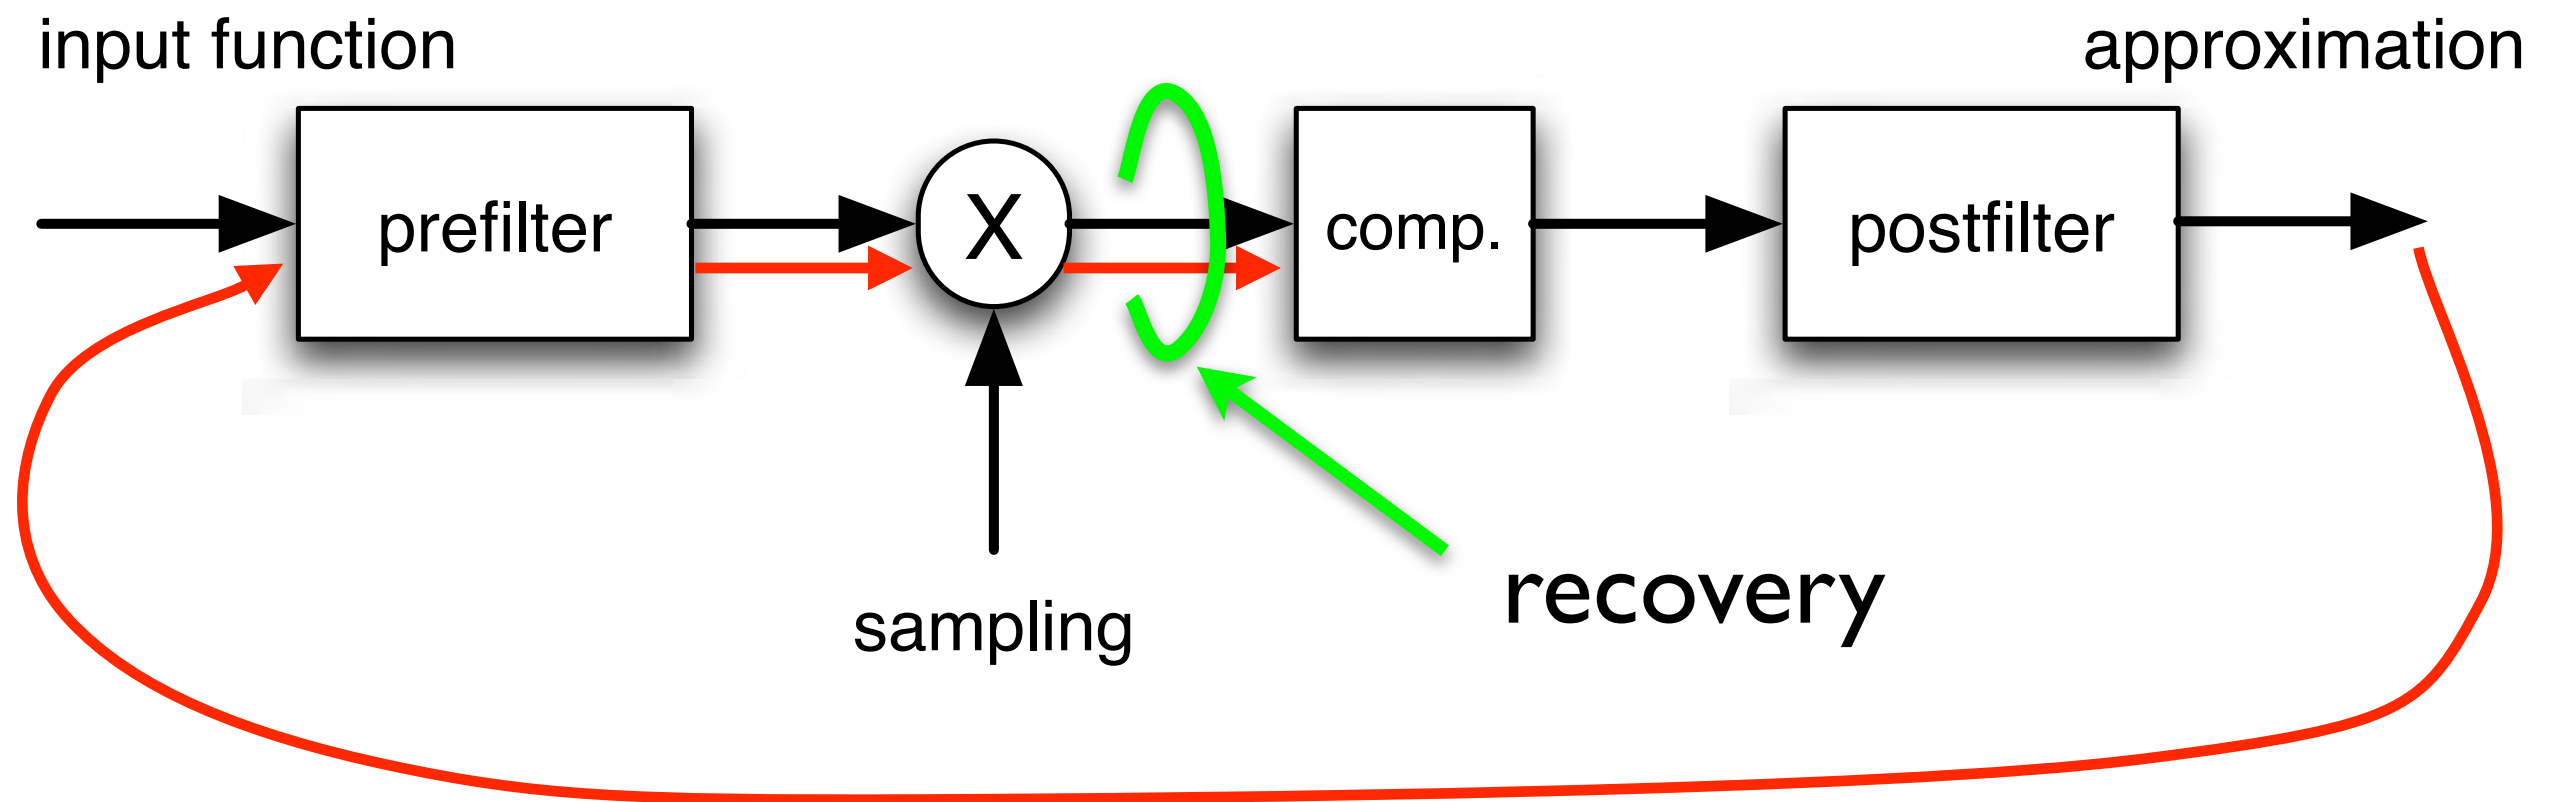 input function
approximation
prefilter
X
comp.
postfilter
sampling
recovery